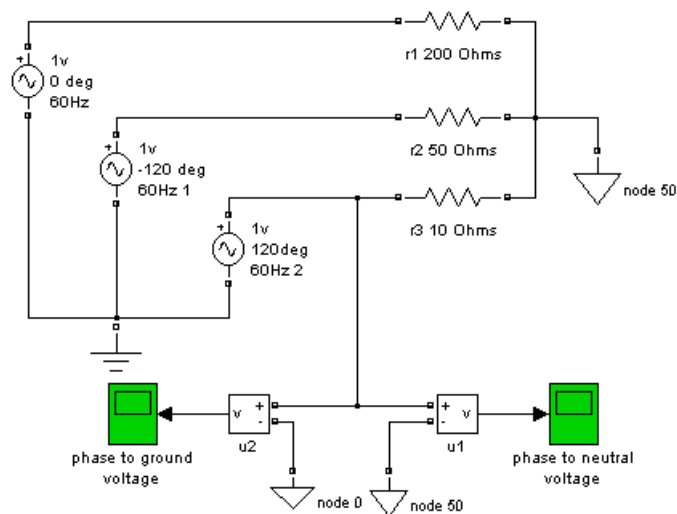 r1 200 Ohms
+
1v
0 deg
60Hz
r2 50 Ohms
+
1v
-120 deg
60Hz 1
node 50
r3 10 Ohms
+
1v
120deg
60Hz 2
v
+
-
u2
+
-
v
u1
phase to ground
voltage
phase to neutral
voltage
node 0
node 50